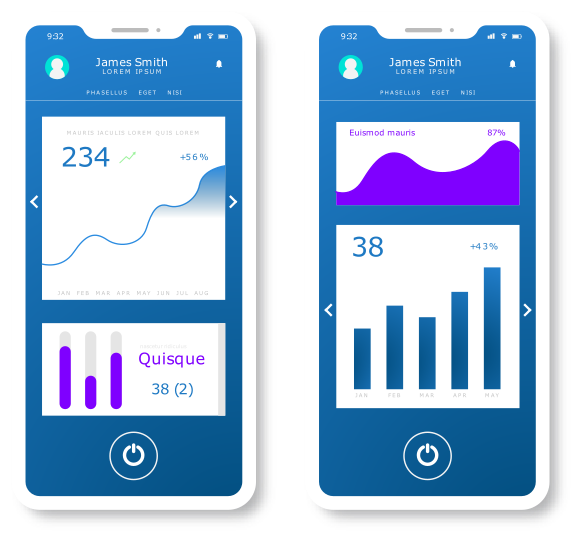 9:32
James Smith
LOREM IPSUM
PHASELLUS EGET NISI
MAURIS IACULIS LOREM QUIS LOREM
234
+56%
JAN FEB MAR APR MAY JUN JUL AUG
Quisque
38 (2)
9:32
James Smith
LOREM IPSUM
PHASELLUS EGET NISI
Euismod mauris 87%
38
+43%
JAN FEB MAR APR MAY